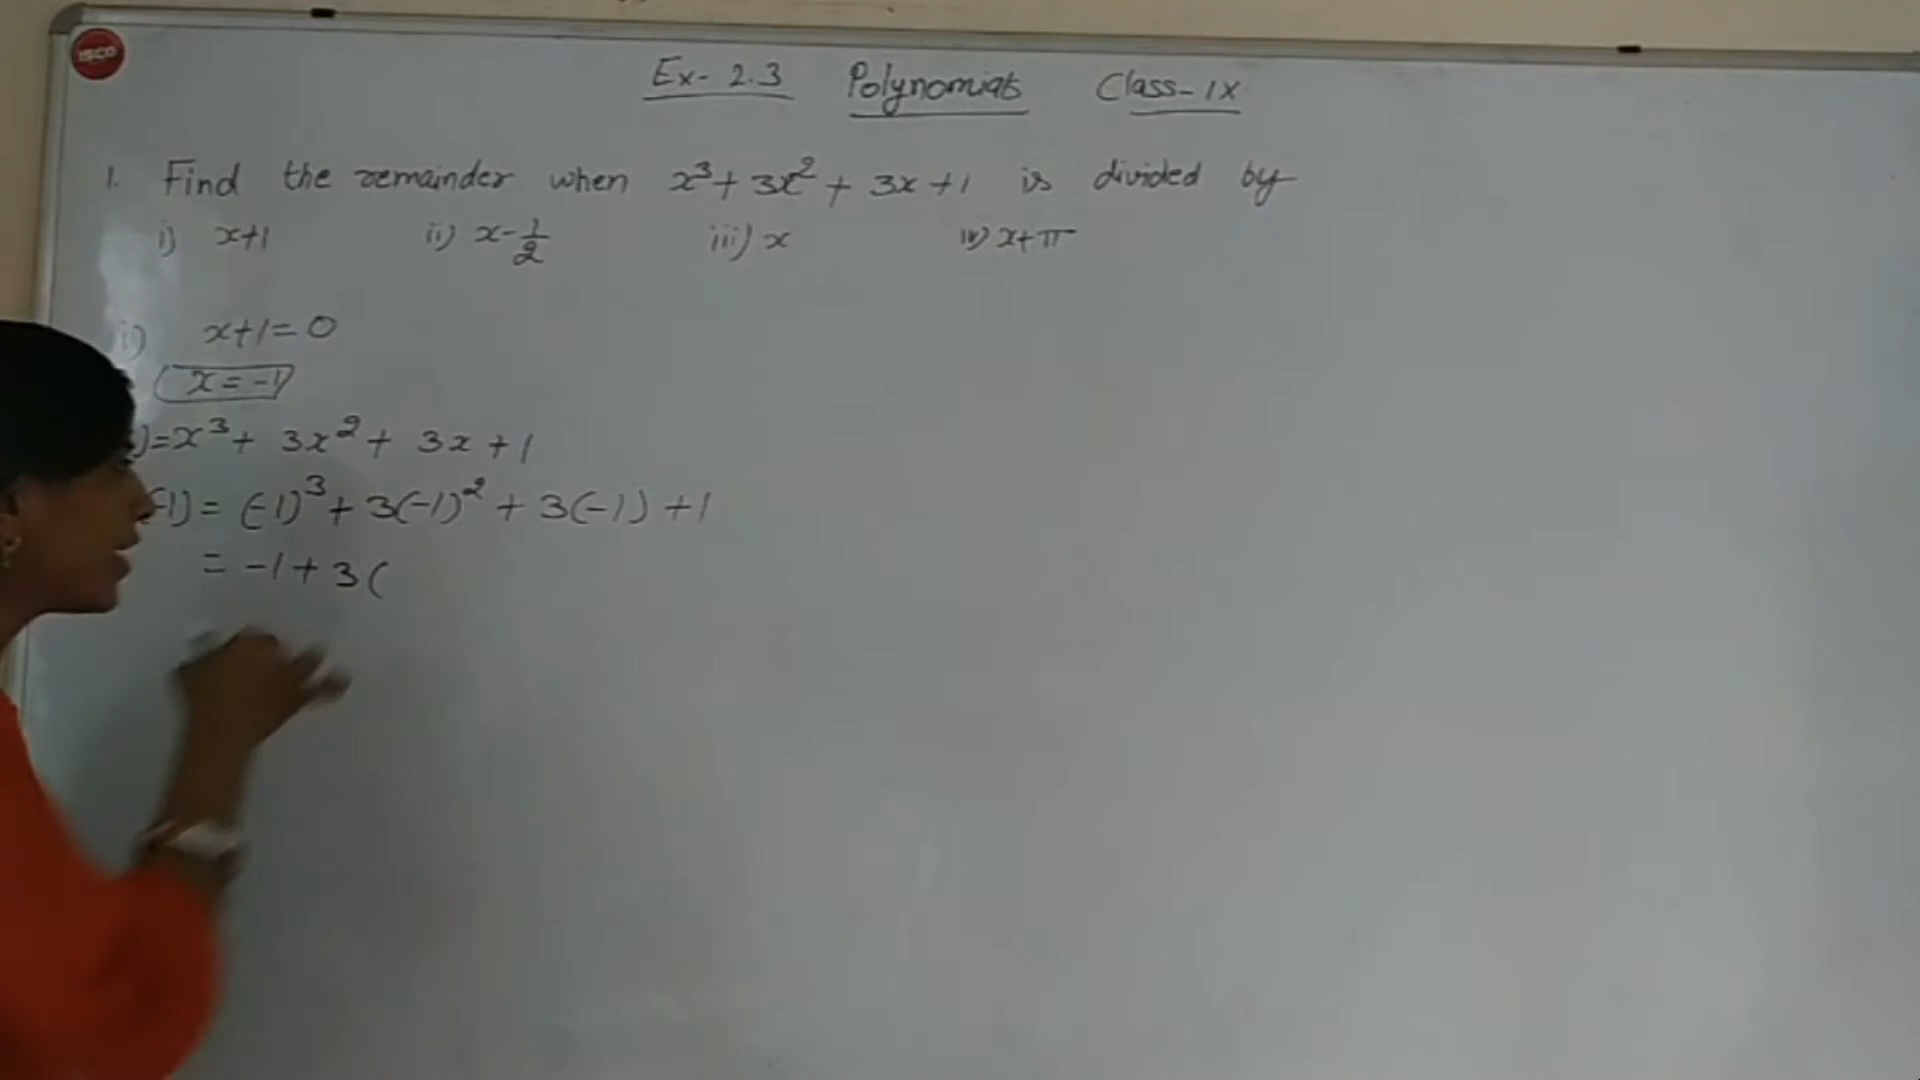 ISCO
Ex- 2.3 Polynomials Class-IX
1. Find the remainder when x³+ 3x² + 3x +1 is divided by
i) x+1 ii) x-1/2 iii) x iv) x+π
i) x+1=0
x = -1
)=x³+ 3x² + 3x +1
(-1) = (-1)³ + 3(-1)² + 3(-1) +1
= -1+3(